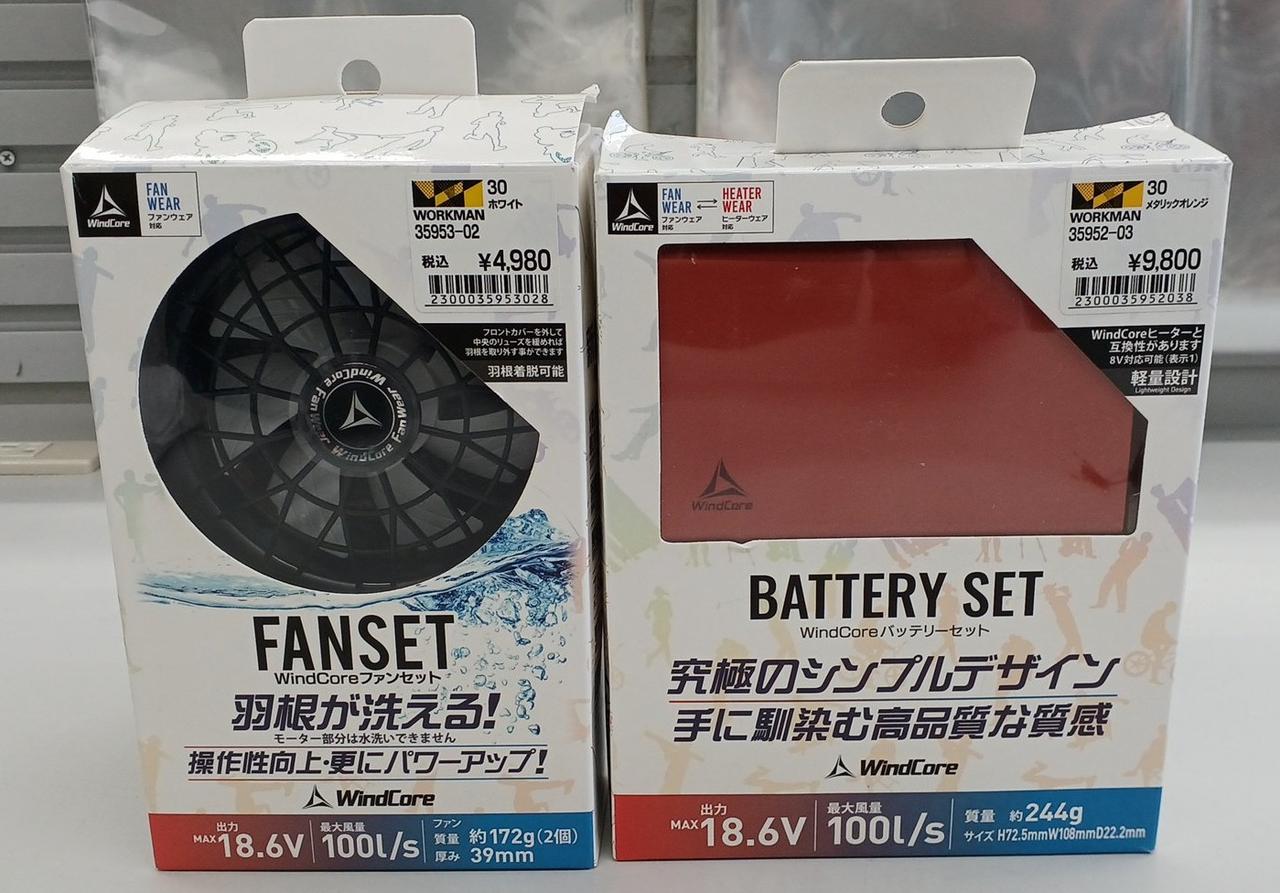 WindCore
FAN
WEAR
ファンウェア
対応
WORKMAN
30
ホワイト
35953-02
税込 ¥4,980
2300035953028
フロントカバーを外して
中央のリューズを緩めれば
羽根を取り外す事ができます
羽根着脱可能
WindCore FanWear WindCore FanWear
FANSET
WindCoreファンセット
羽根が洗える!
モーター部分は水洗いできません
操作性向上・更にパワーアップ!
WindCore
出力
MAX 18.6V
最大風量
100l/s
ファン
質量 約172g(2個)
厚み 39mm
WindCore
FAN
WEAR
ファンウェア
対応
HEATER
WEAR
ヒーターウェア
対応
WORKMAN
30
メタリックオレンジ
35952-03
税込 ¥9,800
2300035952038
WindCoreヒーターと
互換性があります
8V対応可能(表示1)
軽量設計
Lightweight Design
WindCore
BATTERY SET
WindCoreバッテリーセット
究極のシンプルデザイン
手に馴染む高品質な質感
WindCore
出力
MAX 18.6V
最大風量
100l/s
質量 約244g
サイズ H72.5mmW108mmD22.2mm